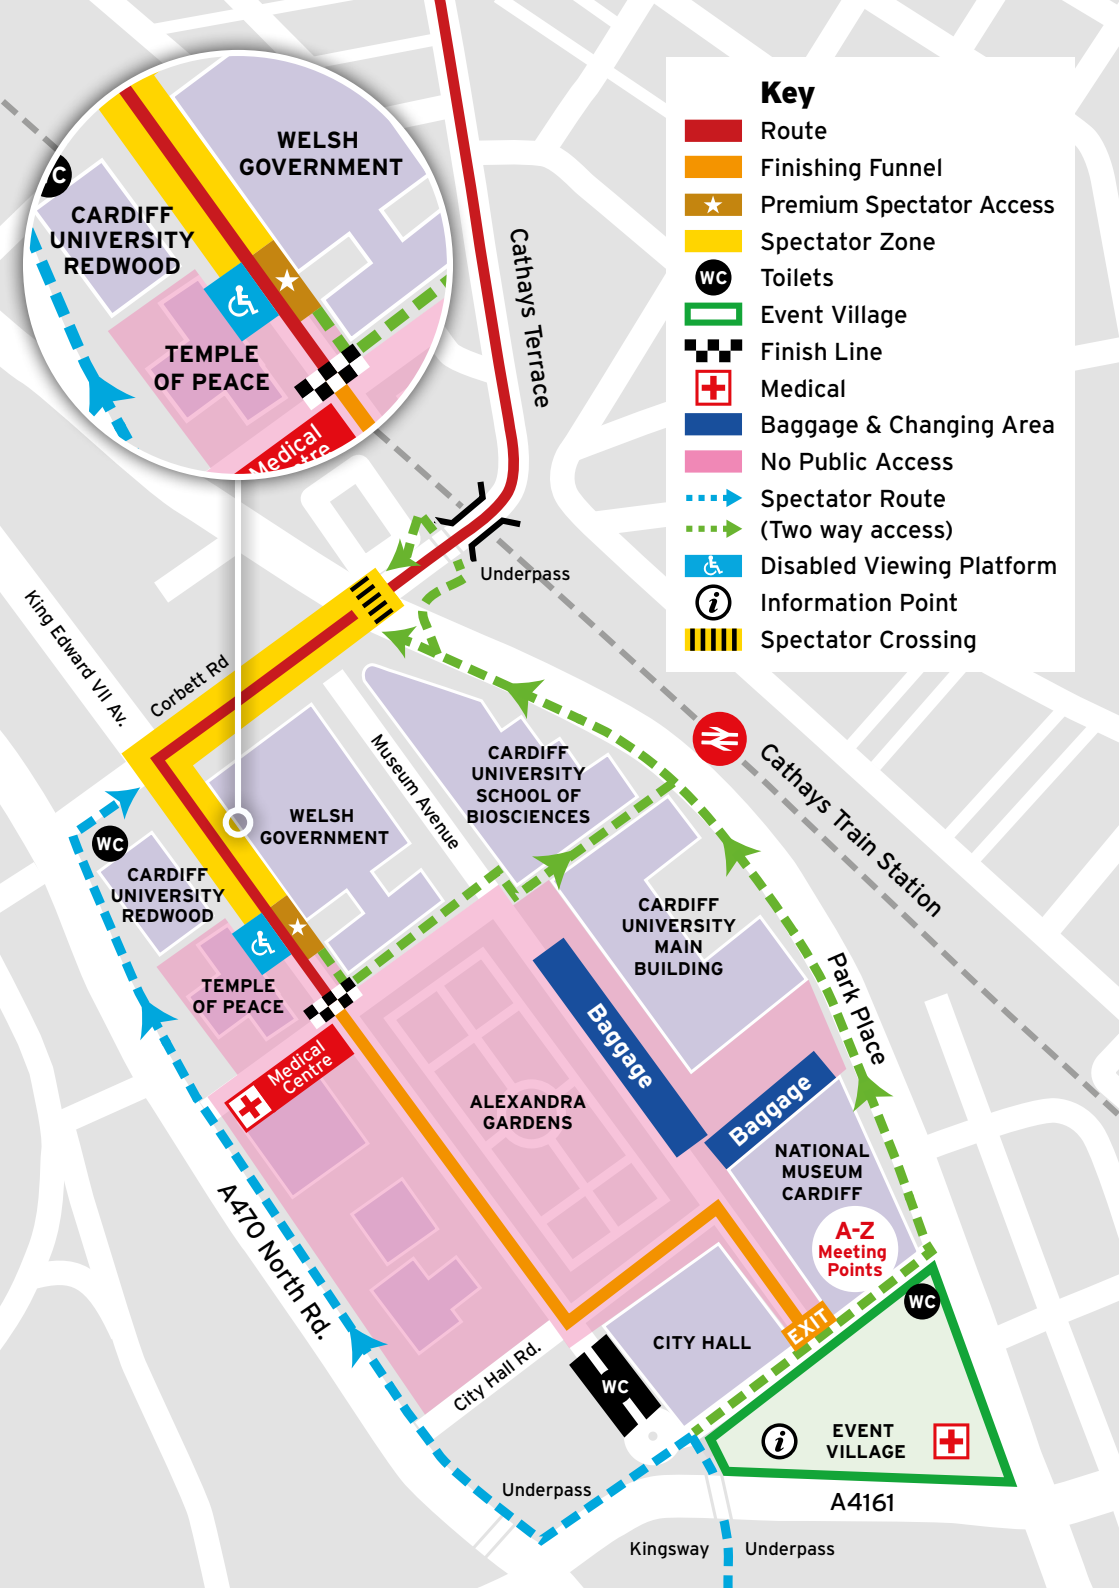 Key
Route
Finishing Funnel
Premium Spectator Access
Spectator Zone
WC
Toilets
Event Village
Finish Line
Medical
Baggage & Changing Area
No Public Access
Spectator Route
(Two way access)
Disabled Viewing Platform
i
Information Point
Spectator Crossing
WELSH
GOVERNMENT
C
CARDIFF
UNIVERSITY
REDWOOD
TEMPLE
OF PEACE
Medical
tre
Cathays Terrace
Underpass
King Edward VII Av.
Corbett Rd
Museum Avenue
CARDIFF
UNIVERSITY
SCHOOL OF
BIOSCIENCES
Cathays Train Station
WELSH
GOVERNMENT
WC
CARDIFF
UNIVERSITY
REDWOOD
CARDIFF
UNIVERSITY
MAIN
BUILDING
Park Place
TEMPLE
OF PEACE
Baggage
Medical
Centre
ALEXANDRA
GARDENS
Baggage
NATIONAL
MUSEUM
CARDIFF
A-Z
Meeting
Points
A470 North Rd.
WC
EXIT
CITY HALL
City Hall Rd.
WC
i
EVENT
VILLAGE
Underpass
A4161
Kingsway
Underpass